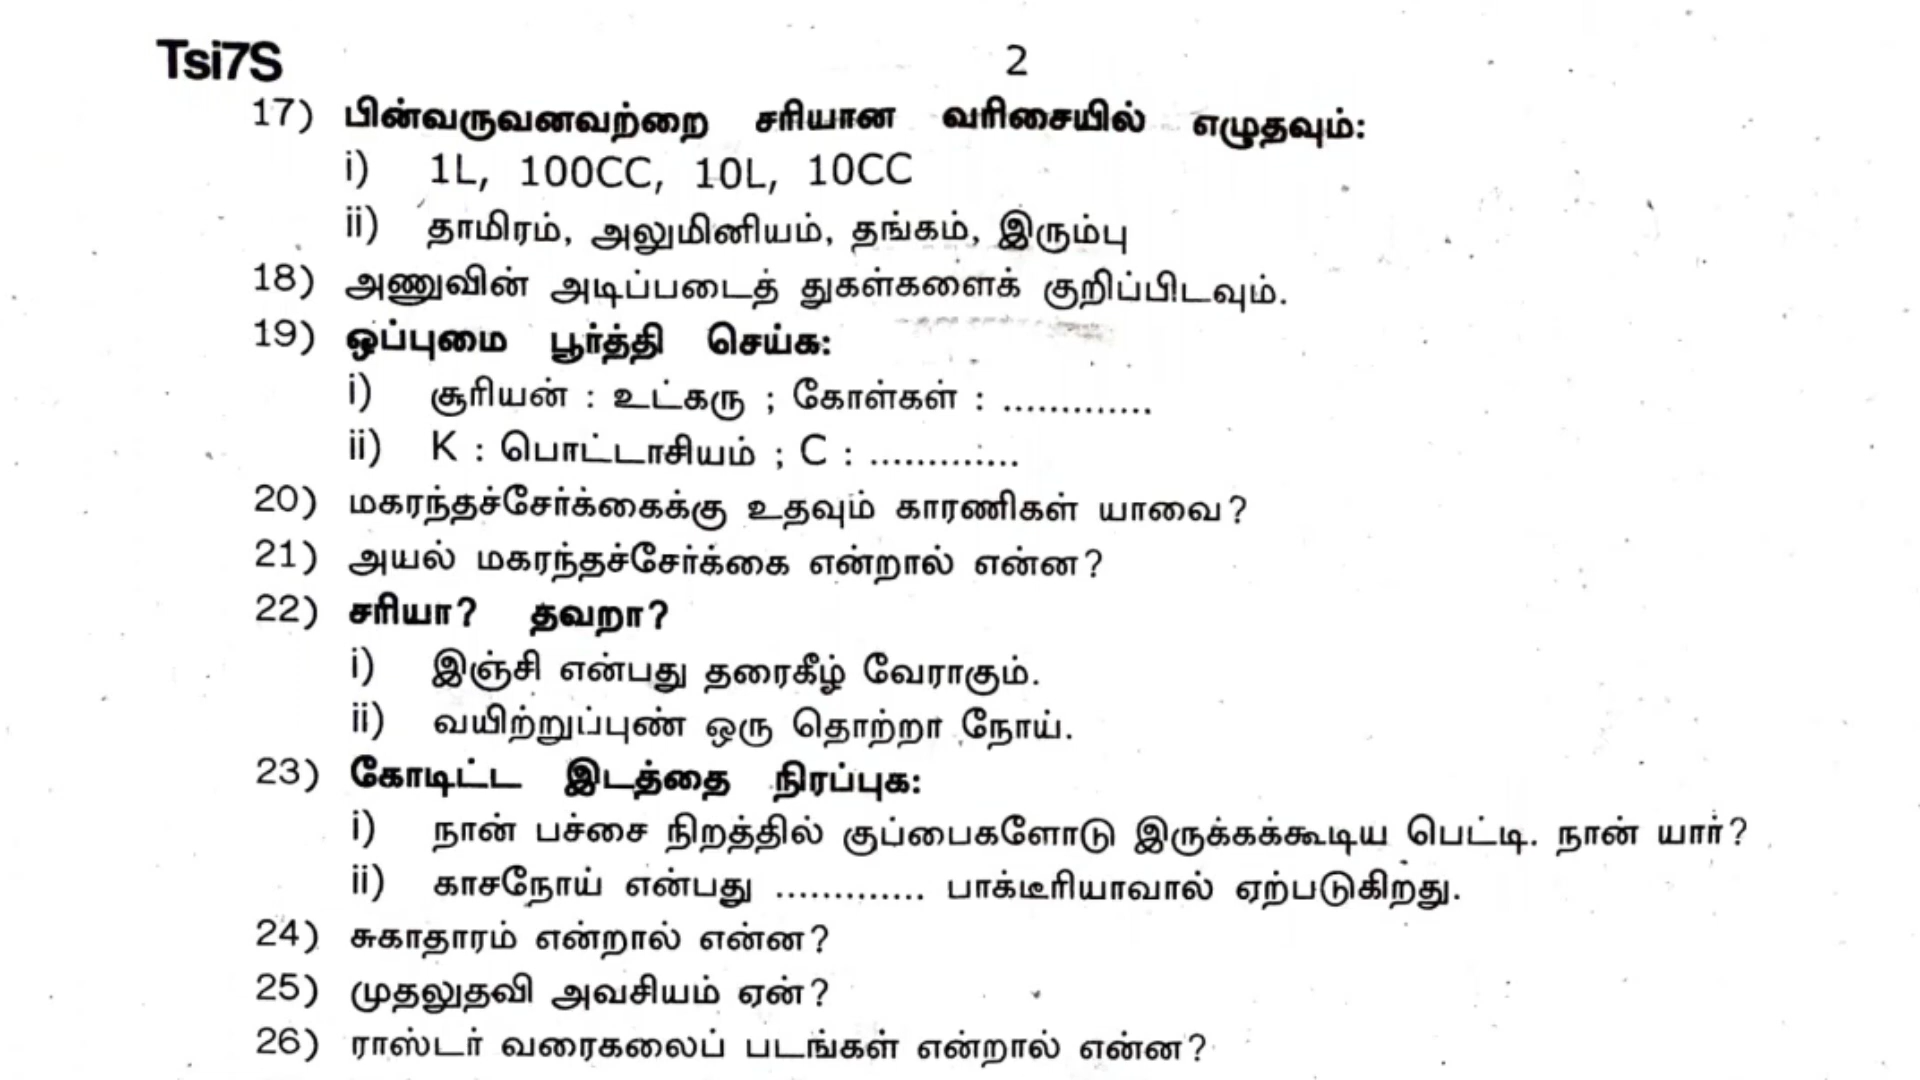 Tsi7S 2
17) பின்வருவனவற்றை சரியான வரிசையில் எழுதவும்:
i) 1L, 100CC, 10L, 10CC
ii) தாமிரம், அலுமினியம், தங்கம், இரும்பு
18) அணுவின் அடிப்படைத் துகள்களைக் குறிப்பிடவும்.
19) ஒப்புமை பூர்த்தி செய்க:
i) சூரியன் : உட்கரு ; கோள்கள் : .............
ii) K : பொட்டாசியம் ; C : .............
20) மகரந்தச்சேர்க்கைக்கு உதவும் காரணிகள் யாவை?
21) அயல் மகரந்தச்சேர்க்கை என்றால் என்ன?
22) சரியா? தவறா?
i) இஞ்சி என்பது தரைகீழ் வேராகும்.
ii) வயிற்றுப்புண் ஒரு தொற்றா நோய்.
23) கோடிட்ட இடத்தை நிரப்புக:
i) நான் பச்சை நிறத்தில் குப்பைகளோடு இருக்கக்கூடிய பெட்டி. நான் யார்?
ii) காசநோய் என்பது ............. பாக்டீரியாவால் ஏற்படுகிறது.
24) சுகாதாரம் என்றால் என்ன?
25) முதலுதவி அவசியம் ஏன்?
26) ராஸ்டர் வரைகலைப் படங்கள் என்றால் என்ன?